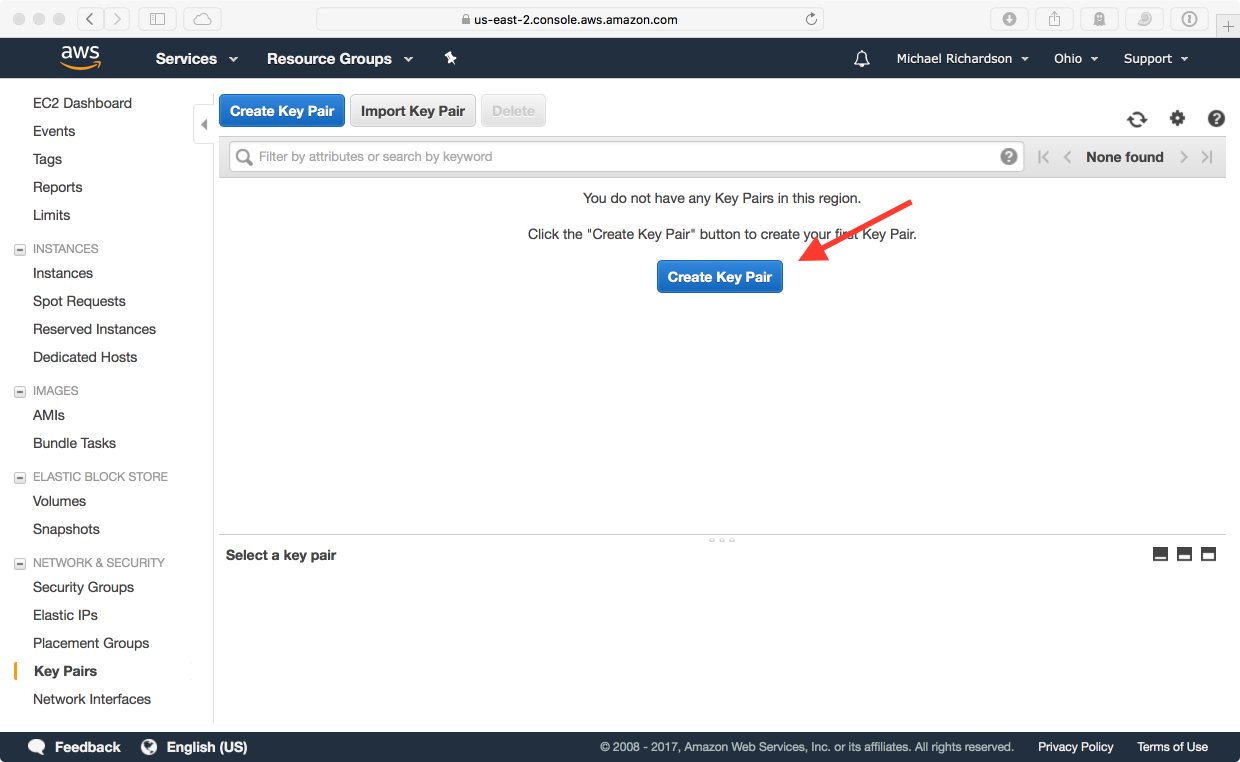 us-east-2.console.aws.amazon.com
aws Services Resource Groups Michael Richardson Ohio Support
EC2 Dashboard
Events
Tags
Reports
Limits
INSTANCES
Instances
Spot Requests
Reserved Instances
Dedicated Hosts
IMAGES
AMIs
Bundle Tasks
ELASTIC BLOCK STORE
Volumes
Snapshots
NETWORK & SECURITY
Security Groups
Elastic IPs
Placement Groups
Key Pairs
Network Interfaces
Create Key Pair Import Key Pair Delete
Filter by attributes or search by keyword None found
You do not have any Key Pairs in this region.
Click the "Create Key Pair" button to create your first Key Pair.
Create Key Pair
Select a key pair
Feedback English (US) © 2008 - 2017, Amazon Web Services, Inc. or its affiliates. All rights reserved. Privacy Policy Terms of Use